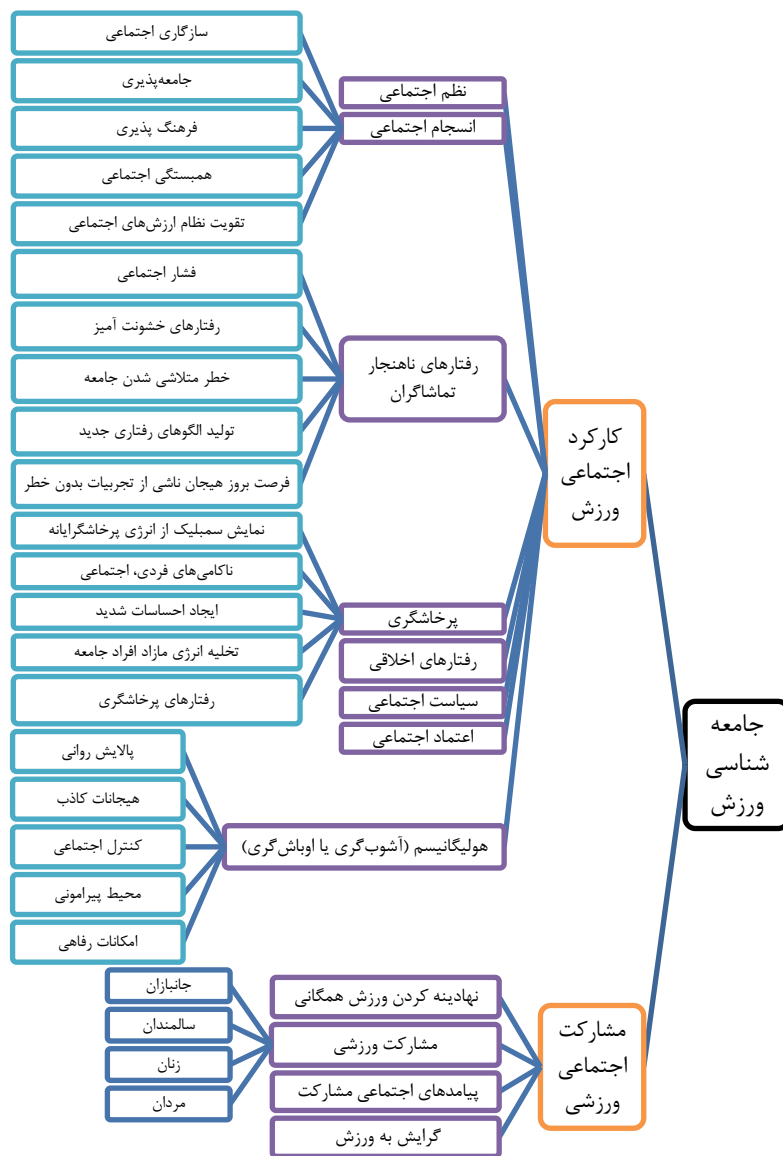 جامعه
شناسی
ورزش
کارکرد
اجتماعی
ورزش
نظم اجتماعی
انسجام اجتماعی
سازگاری اجتماعی
جامعه‌پذیری
فرهنگ پذیری
همبستگی اجتماعی
تقویت نظام ارزش‌های اجتماعی
رفتارهای ناهنجار
تماشاگران
فشار اجتماعی
رفتارهای خشونت آمیز
خطر متلاشی شدن جامعه
تولید الگوهای رفتاری جدید
فرصت بروز هیجان ناشی از تجربیات بدون خطر
پرخاشگری
نمایش سمبلیک از انرژی پرخاشگرایانه
ناکامی‌های فردی، اجتماعی
ایجاد احساسات شدید
تخلیه انرژی مازاد افراد جامعه
رفتارهای پرخاشگری
رفتارهای اخلاقی
سیاست اجتماعی
اعتماد اجتماعی
هولیگانیسم (آشوب‌گری یا اوباش‌گری)
پالایش روانی
هیجانات کاذب
کنترل اجتماعی
محیط پیرامونی
امکانات رفاهی
مشارکت
اجتماعی
ورزشی
نهادینه کردن ورزش همگانی
مشارکت ورزشی
جانبازان
سالمندان
زنان
مردان
پیامدهای اجتماعی مشارکت
گرایش به ورزش